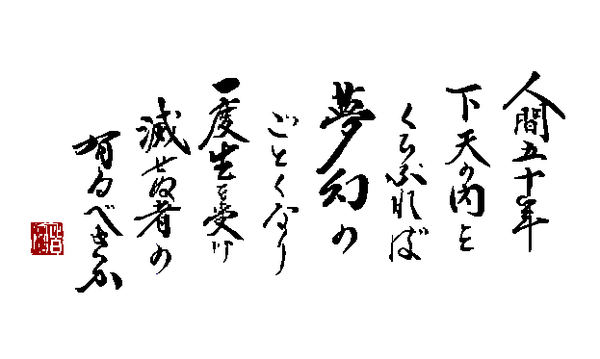 人間五十年
下天の内を
くらぶれば
夢幻の
ごとくなり
一度生を受け
滅せぬ者の
有るべきか